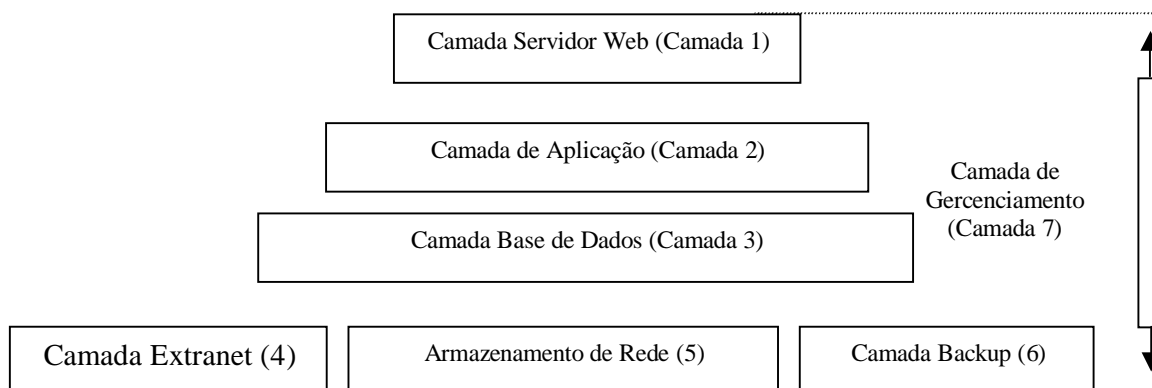 Camada Servidor Web (Camada 1)
Camada de Aplicação (Camada 2)
Camada de
Gercenciamento
(Camada 7)
Camada Base de Dados (Camada 3)
Camada Extranet (4)
Armazenamento de Rede (5)
Camada Backup (6)